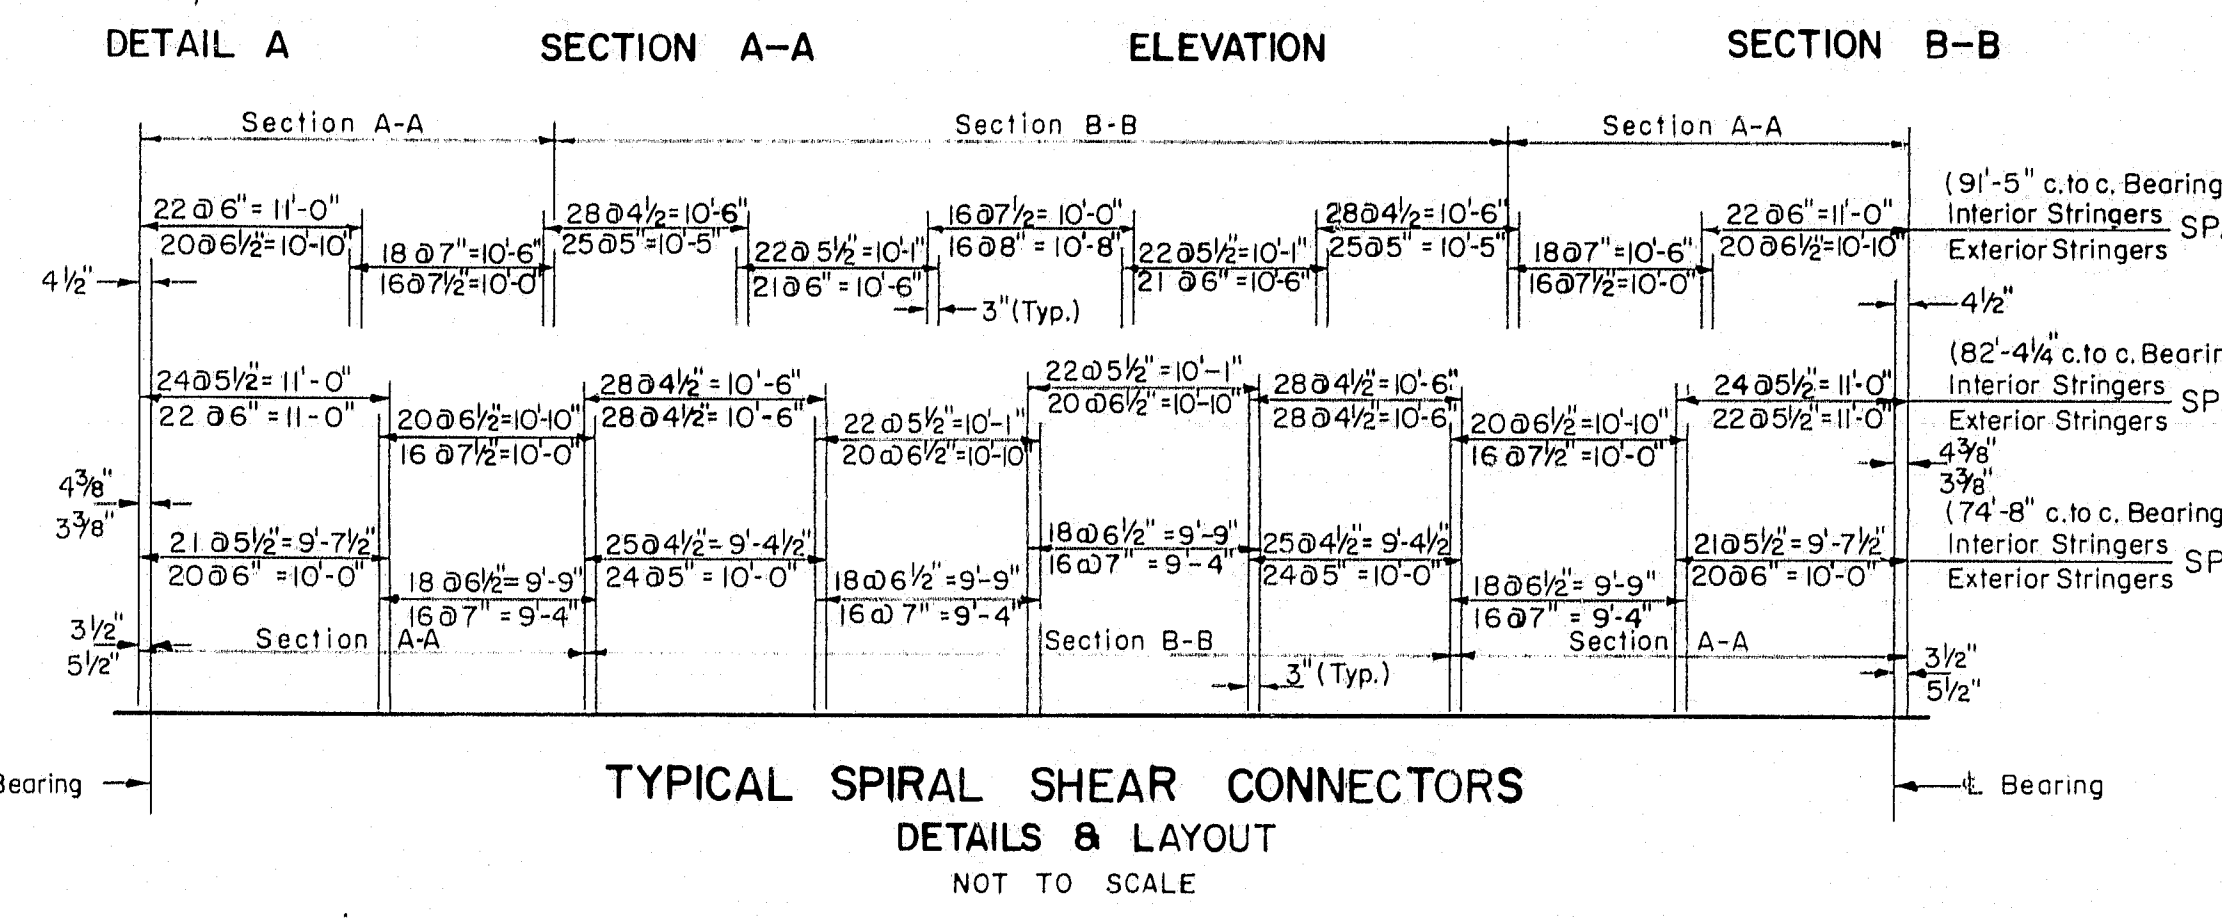 DETAIL A SECTION A-A ELEVATION SECTION B-B
Section A-A Section B-B Section A-A
22@6"=11'-0" 28@4½=10'-6" 16@7½=10'-0" 28@4½=10'-6" 22@6"=11'-0"
20@6½"=10'-10" 25@5"=10'-5" 16@8"=10'-8" 25@5"=10'-5" 20@6½=10'-10"
18@7"=10'-6" 22@5½"=10'-1" 22@5½"=10'-1" 18@7"=10'-6"
16@7½"=10'-0" 21@6"=10'-6" 21@6"=10'-6" 16@7½=10'-0"
(91'-5" c.to c. Bearing
Interior Stringers
Exterior Stringers
4½" 3"(Typ.) 4½"
24@5½"=11'-0" 28@4½"=10'-6" 22@5½"=10'-1" 28@4½"=10'-6" 24@5½"=11'-0"
22@6"=11-0" 28@4½"=10'-6" 20@6½"=10-10" 28@4½"=10'-6 22@5½"=11'-0"
20@6½"=10'-10" 22@5½"=10-1" 20@6½"=10'-10"
16@7½"=10'-0" 20@6½"=10-10" 16@7½"=10'-0"
(82'-4¼" c.to c.
Interior Stringers
Exterior Stringers
4⅜" 4⅜"
3⅜" 3⅜"
21@5½"=9'-7½" 25@4½"=9'-4½" 18@6½"=9'-9" 25@4½"=9'-4½ 21@5½"=9'-7½"
20@6"=10'-0" 24@5"=10'-0" 16@7"=9'-4" 24@5"=10'-0" 20@6"=10'-0"
18@6½"=9'-9" 18@6½"=9'-9" 18@6½"=9'-9"
16@7"=9'-4" 16@7"=9'-4" 16@7"=9'-4"
(74'-8" c.to c. Bearing
Interior Stringers
Exterior Stringers
3½" Section A-A Section B-B Section A-A 3½"
5½" 3"(Typ.) 5½"
Bearing ℄ Bearing
TYPICAL SPIRAL SHEAR CONNECTORS
DETAILS & LAYOUT
NOT TO SCALE